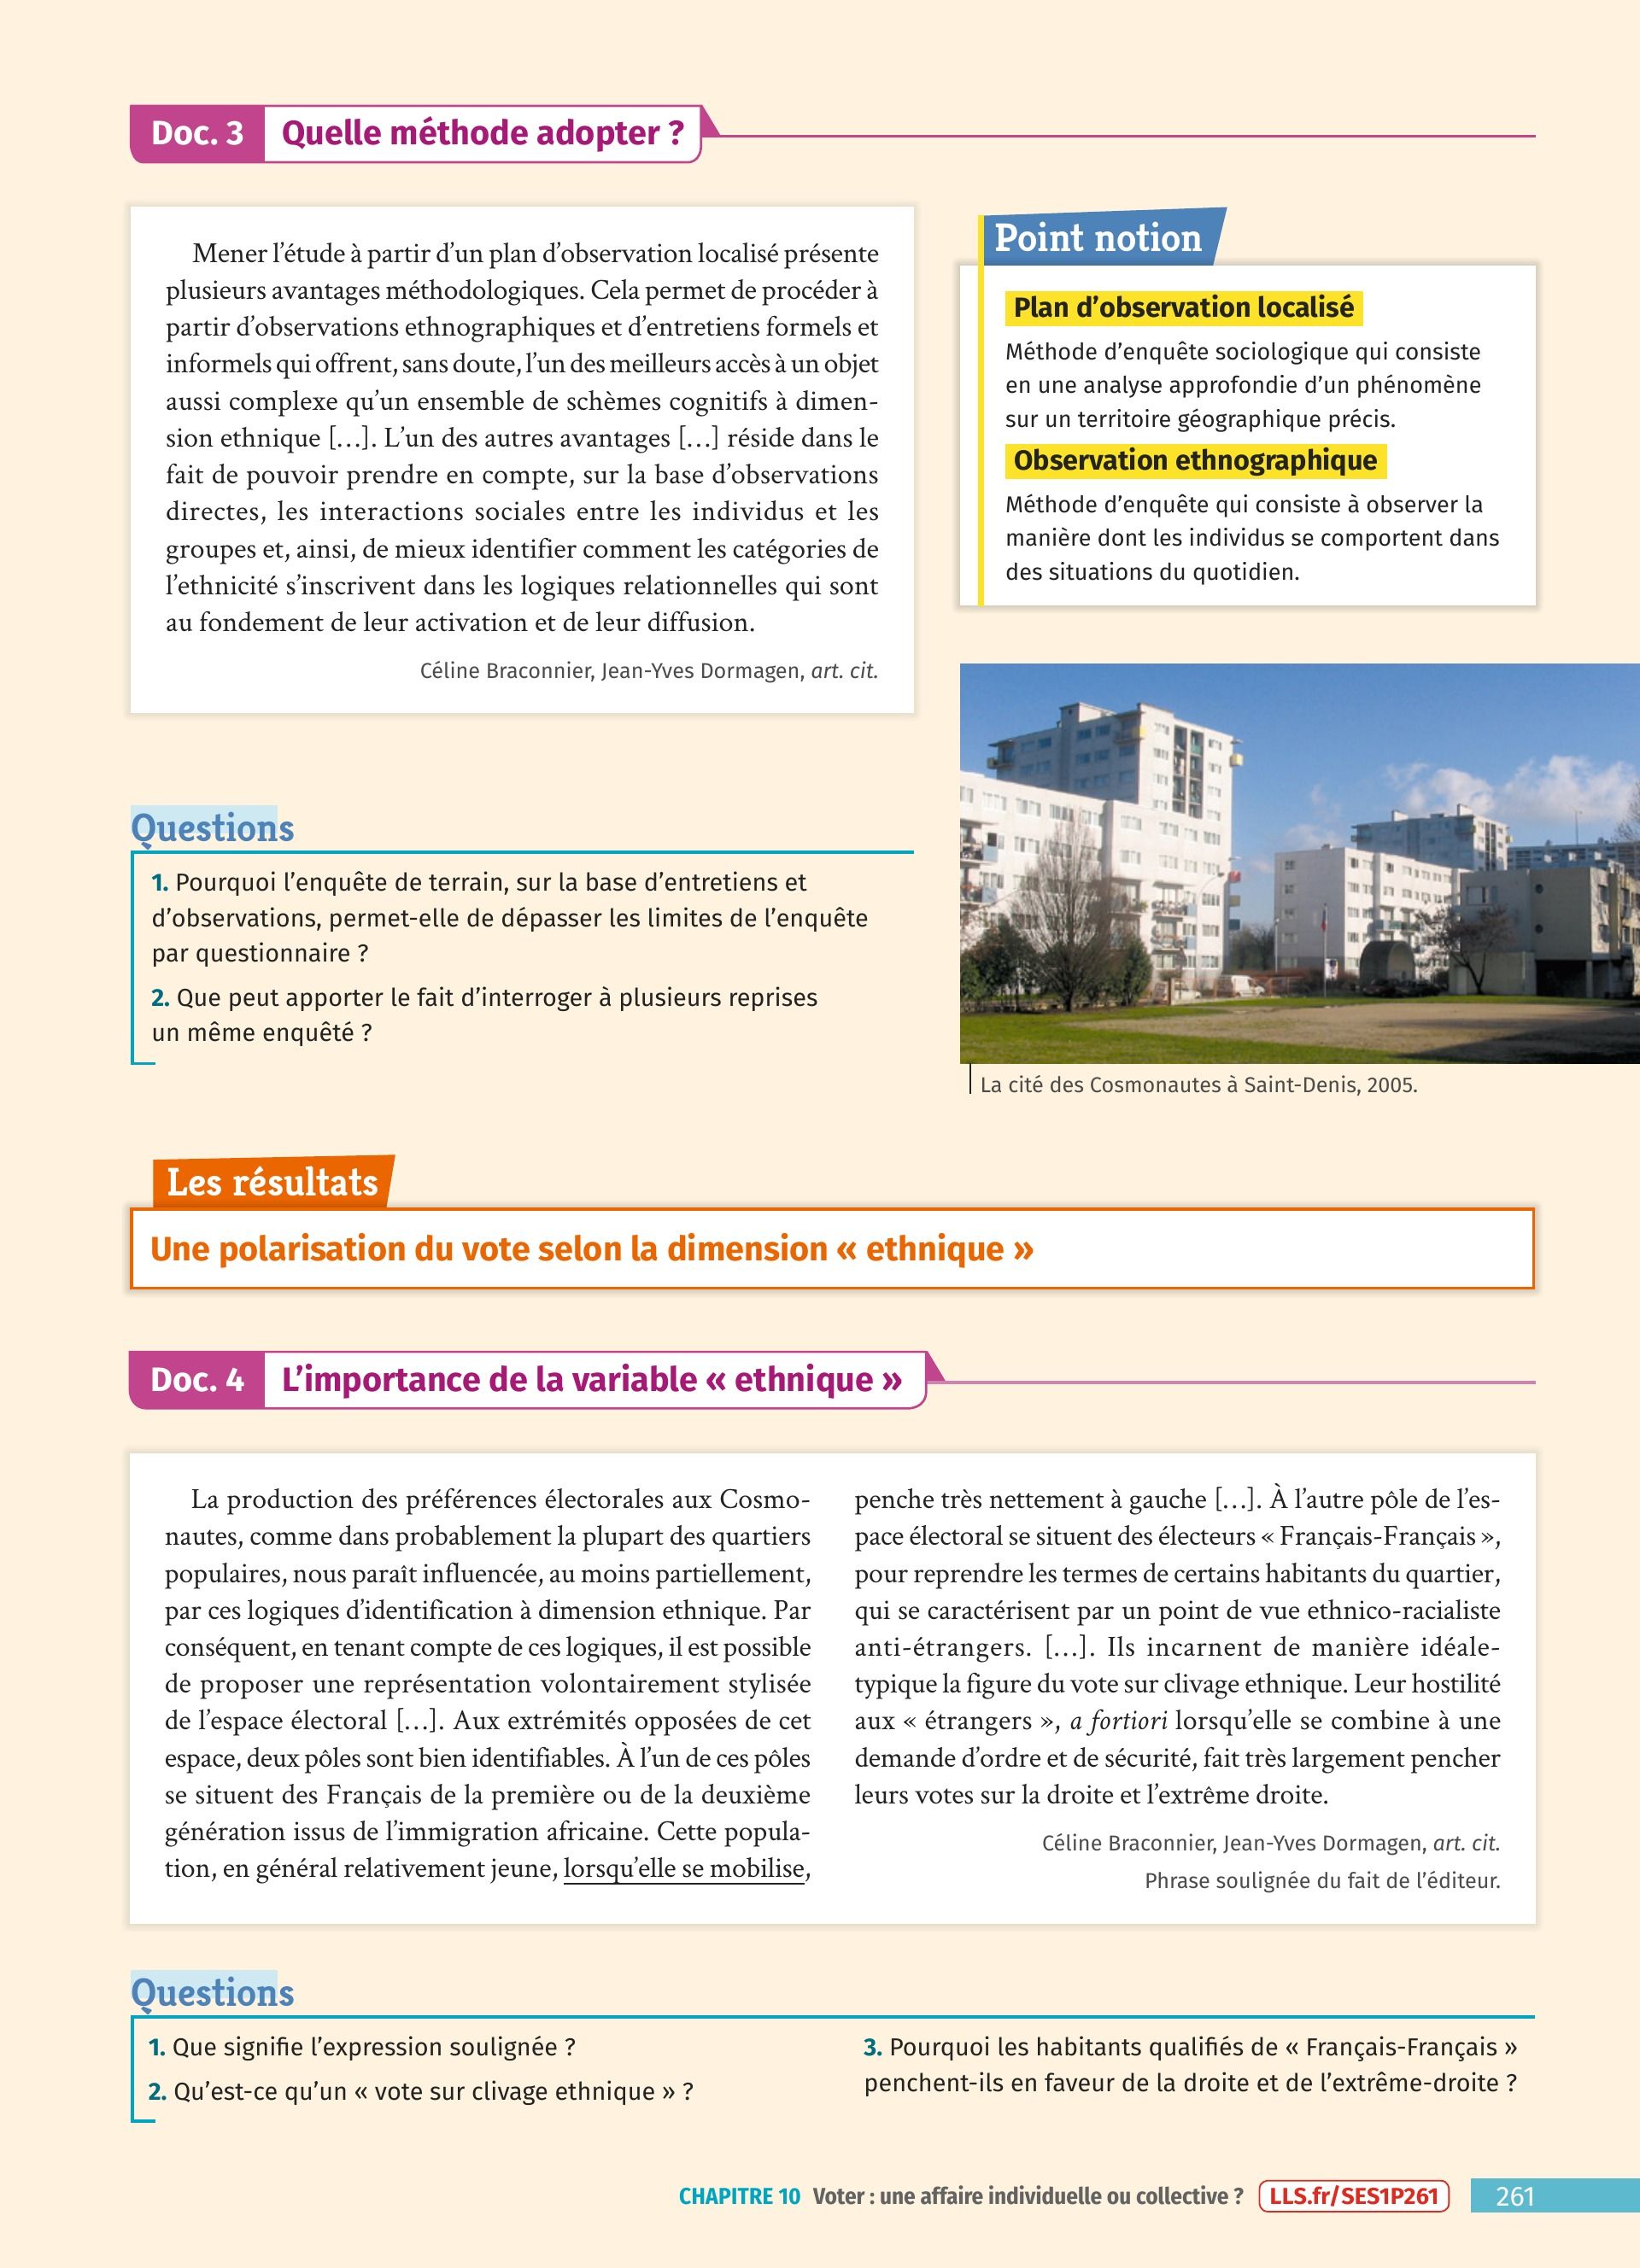 Doc. 3 Quelle méthode adopter ?
Mener l’étude à partir d’un plan d’observation localisé présente
plusieurs avantages méthodologiques. Cela permet de procéder à
partir d’observations ethnographiques et d’entretiens formels et
informels qui offrent, sans doute, l’un des meilleurs accès à un objet
aussi complexe qu’un ensemble de schèmes cognitifs à dimen-
sion ethnique […]. L’un des autres avantages […] réside dans le
fait de pouvoir prendre en compte, sur la base d’observations
directes, les interactions sociales entre les individus et les
groupes et, ainsi, de mieux identifier comment les catégories de
l’ethnicité s’inscrivent dans les logiques relationnelles qui sont
au fondement de leur activation et de leur diffusion.
Céline Braconnier, Jean-Yves Dormagen, art. cit.
Point notion
Plan d’observation localisé
Méthode d’enquête sociologique qui consiste
en une analyse approfondie d’un phénomène
sur un territoire géographique précis.
Observation ethnographique
Méthode d’enquête qui consiste à observer la
manière dont les individus se comportent dans
des situations du quotidien.
Questions
1. Pourquoi l’enquête de terrain, sur la base d’entretiens et
d’observations, permet-elle de dépasser les limites de l’enquête
par questionnaire ?
2. Que peut apporter le fait d’interroger à plusieurs reprises
un même enquêté ?
La cité des Cosmonautes à Saint-Denis, 2005.
Les résultats
Une polarisation du vote selon la dimension « ethnique »
Doc. 4 L’importance de la variable « ethnique »
La production des préférences électorales aux Cosmo-
nautes, comme dans probablement la plupart des quartiers
populaires, nous paraît influencée, au moins partiellement,
par ces logiques d’identification à dimension ethnique. Par
conséquent, en tenant compte de ces logiques, il est possible
de proposer une représentation volontairement stylisée
de l’espace électoral […]. Aux extrémités opposées de cet
espace, deux pôles sont bien identifiables. À l’un de ces pôles
se situent des Français de la première ou de la deuxième
génération issus de l’immigration africaine. Cette popula-
tion, en général relativement jeune, lorsqu’elle se mobilise,
penche très nettement à gauche […]. À l’autre pôle de l’es-
pace électoral se situent des électeurs « Français-Français »,
pour reprendre les termes de certains habitants du quartier,
qui se caractérisent par un point de vue ethnico-racialiste
anti-étrangers. […]. Ils incarnent de manière idéale-
typique la figure du vote sur clivage ethnique. Leur hostilité
aux « étrangers », a fortiori lorsqu’elle se combine à une
demande d’ordre et de sécurité, fait très largement pencher
leurs votes sur la droite et l’extrême droite.
Céline Braconnier, Jean-Yves Dormagen, art. cit.
Phrase soulignée du fait de l’éditeur.
Questions
1. Que signifie l’expression soulignée ?
2. Qu’est-ce qu’un « vote sur clivage ethnique » ?
3. Pourquoi les habitants qualifiés de « Français-Français »
penchent-ils en faveur de la droite et de l’extrême-droite ?
CHAPITRE 10 Voter : une affaire individuelle ou collective ? LLS.fr/SES1P261 261